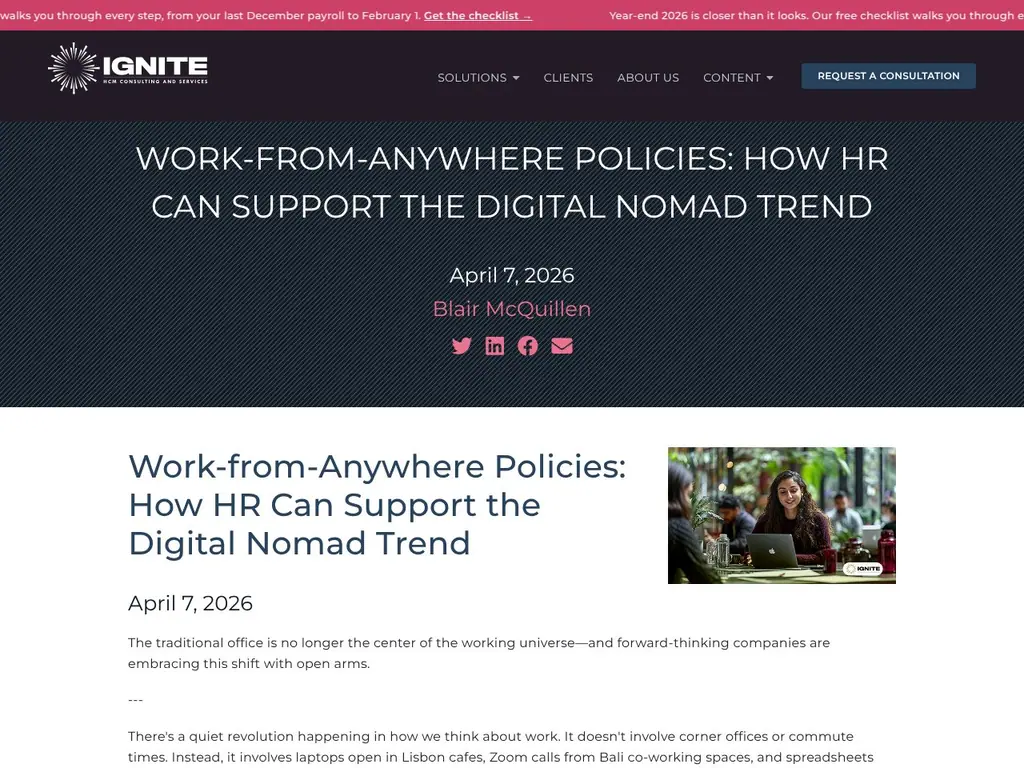 walks you through every step, from your last December payroll to February 1. Get the checklist → Year-end 2026 is closer than it looks. Our free checklist walks you through e
IGNITE
HCM CONSULTING AND SERVICES
SOLUTIONS CLIENTS ABOUT US CONTENT REQUEST A CONSULTATION
WORK-FROM-ANYWHERE POLICIES: HOW HR
CAN SUPPORT THE DIGITAL NOMAD TREND
April 7, 2026
Blair McQuillen
Work-from-Anywhere Policies:
How HR Can Support the
Digital Nomad Trend
IGNITE
April 7, 2026
The traditional office is no longer the center of the working universe—and forward-thinking companies are
embracing this shift with open arms.
---
There's a quiet revolution happening in how we think about work. It doesn't involve corner offices or commute
times. Instead, it involves laptops open in Lisbon cafes, Zoom calls from Bali co-working spaces, and spreadsheets